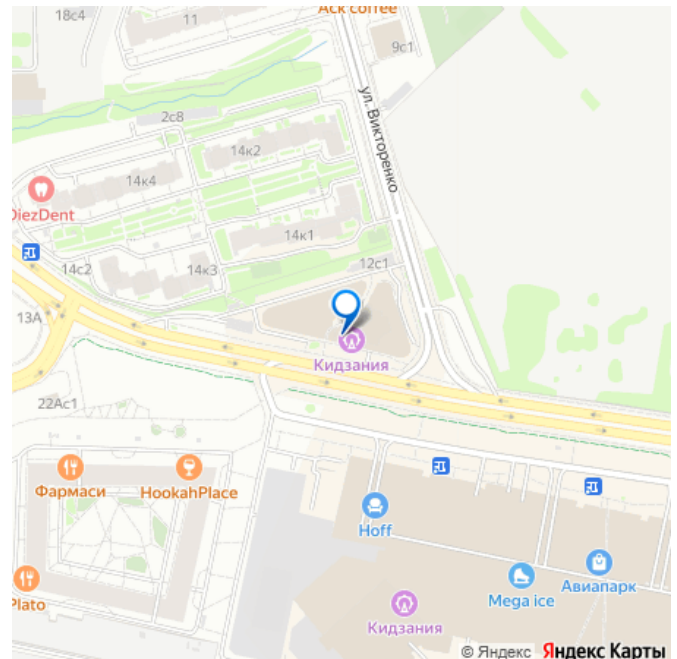 Ack coffee
18с4
11
9с1
ул. Викторенко
2с8
14к2
14к4
DiezDent
14к1
12с1
14с2
14к3
13А
Кидзания
22Ас1
Фармаси
HookahPlace
Hoff
Plato
Mega ice
Авиапарк
Кидзания
© Яндекс Яндекс Карты